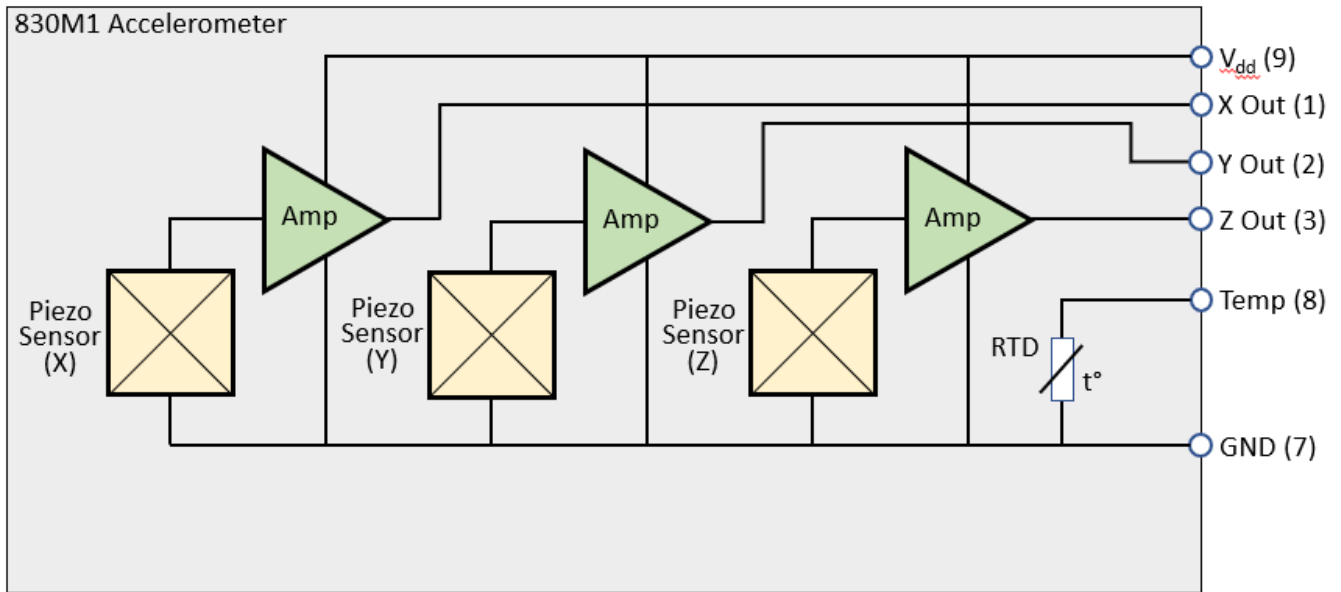 830M1 Accelerometer
Vdd (9)
X Out (1)
Y Out (2)
Z Out (3)
Amp
Amp
Amp
Piezo
Sensor
(X)
Piezo
Sensor
(Y)
Piezo
Sensor
(Z)
Temp (8)
RTD
t°
GND (7)